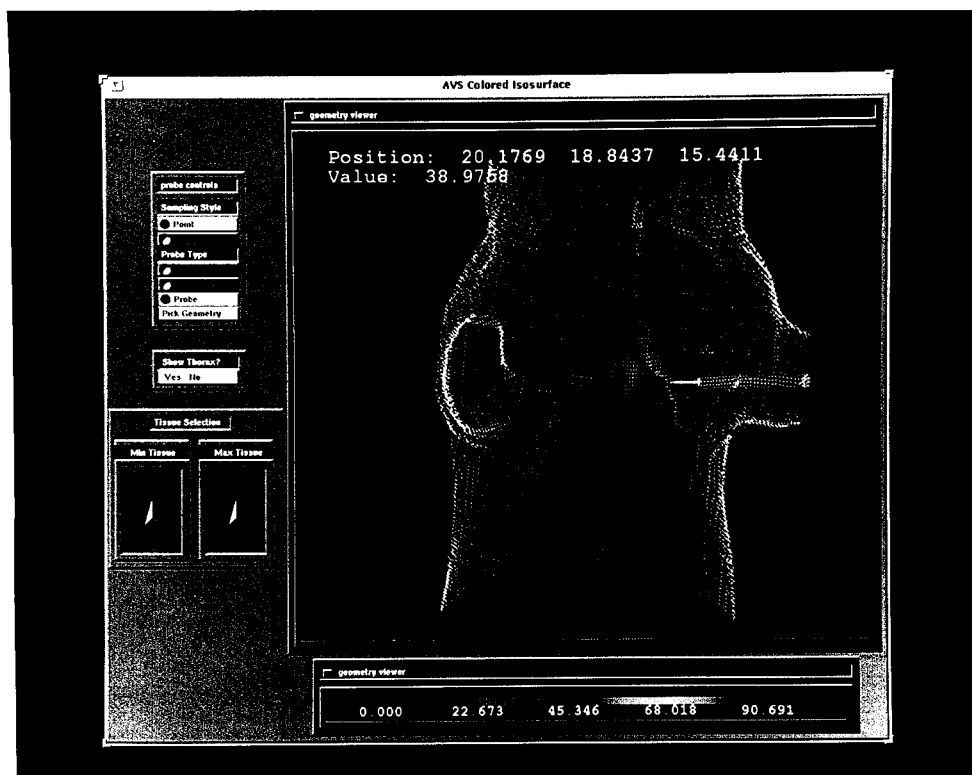 AVS Colored Isosurface
geometry viewer
Position: 20.1769 18.8437 15.4411
Value: 38.9768
probe controls
Sampling Style
Point
Probe Type
Probe
Pick Geometry
Show Thorax?
Yes No
Tissue Selection
Min Tissue Max Tissue
geometry viewer
0.000 22.673 45.346 68.018 90.691